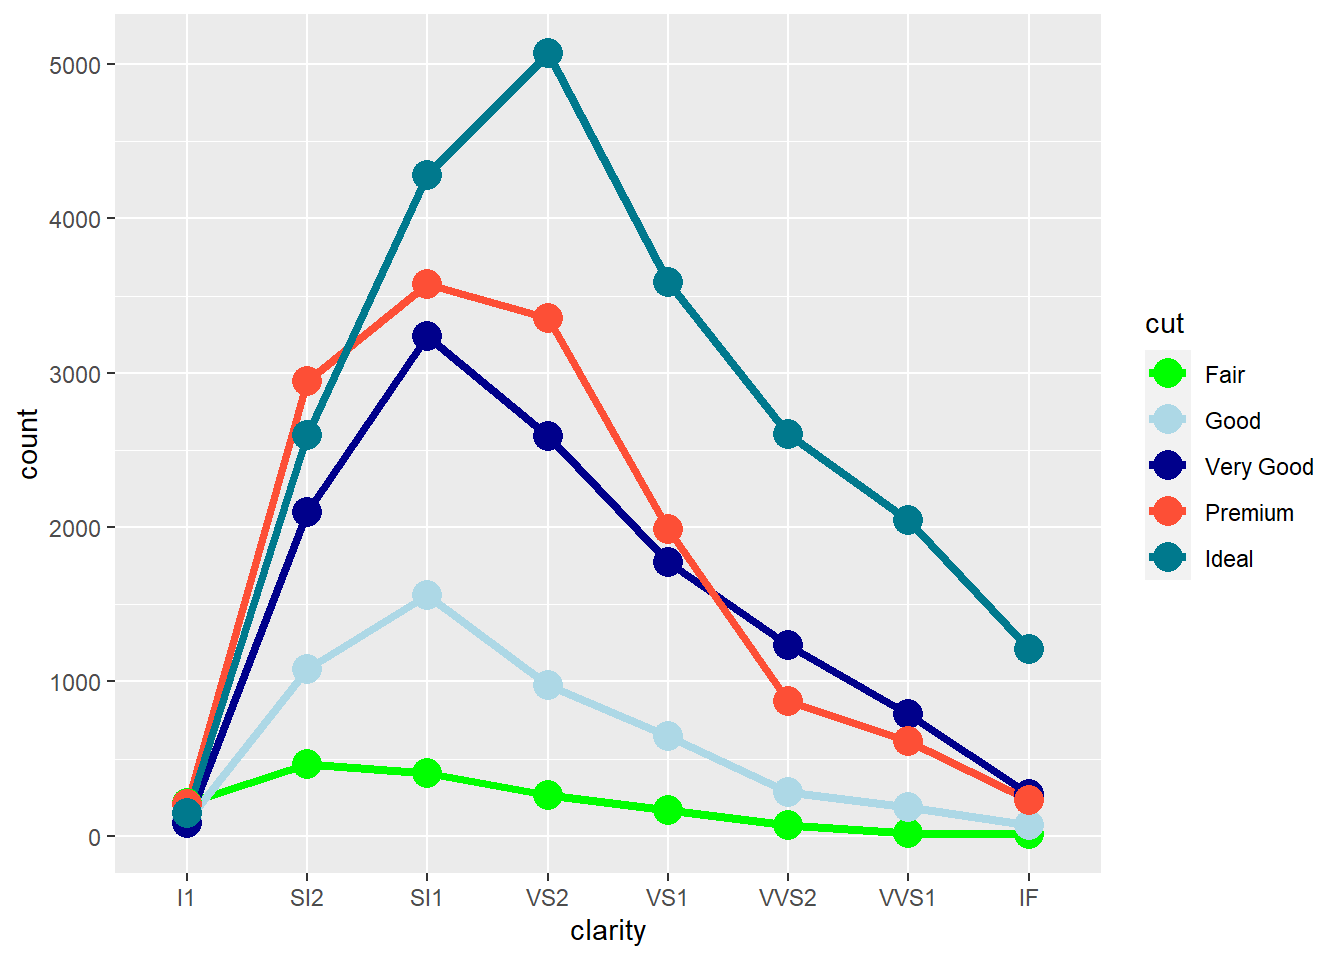 5000
4000
3000
2000
1000
0
count
I1 SI2 SI1 VS2 VS1 VVS2 VVS1 IF
clarity
cut
Fair
Good
Very Good
Premium
Ideal